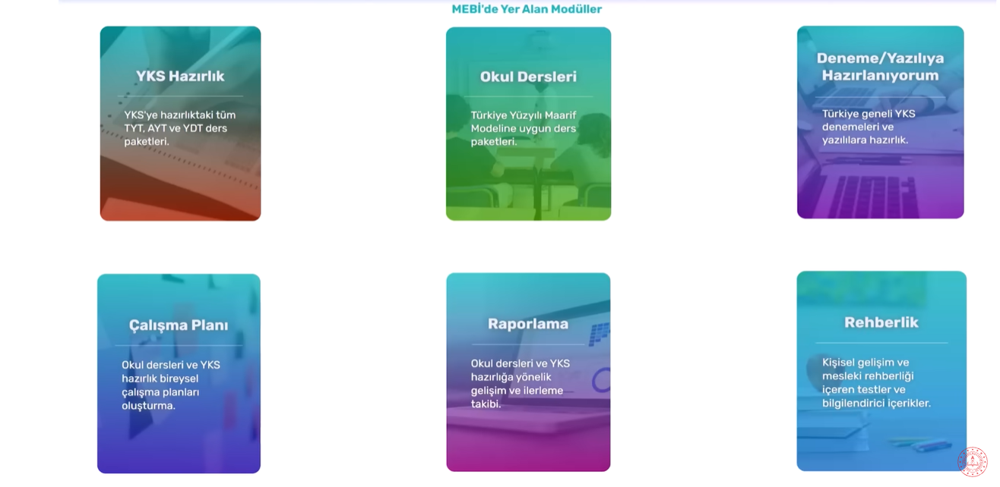 MEBİ'de Yer Alan Modüller
YKS Hazırlık
YKS'ye hazırlıktaki tüm
TYT, AYT ve YDT ders
paketleri.
Okul Dersleri
Türkiye Yüzyılı Maarif
Modeline uygun ders
paketleri.
Deneme/Yazılıya
Hazırlanıyorum
Türkiye geneli YKS
denemeleri ve
yazılılara hazırlık.
Çalışma Planı
Okul dersleri ve YKS
hazırlık bireysel
çalışma planları
oluşturma.
Raporlama
Okul dersleri ve YKS
hazırlığa yönelik
gelişim ve ilerleme
takibi.
Rehberlik
Kişisel gelişim ve
mesleki rehberliği
içeren testler ve
bilgilendirici içerikler.